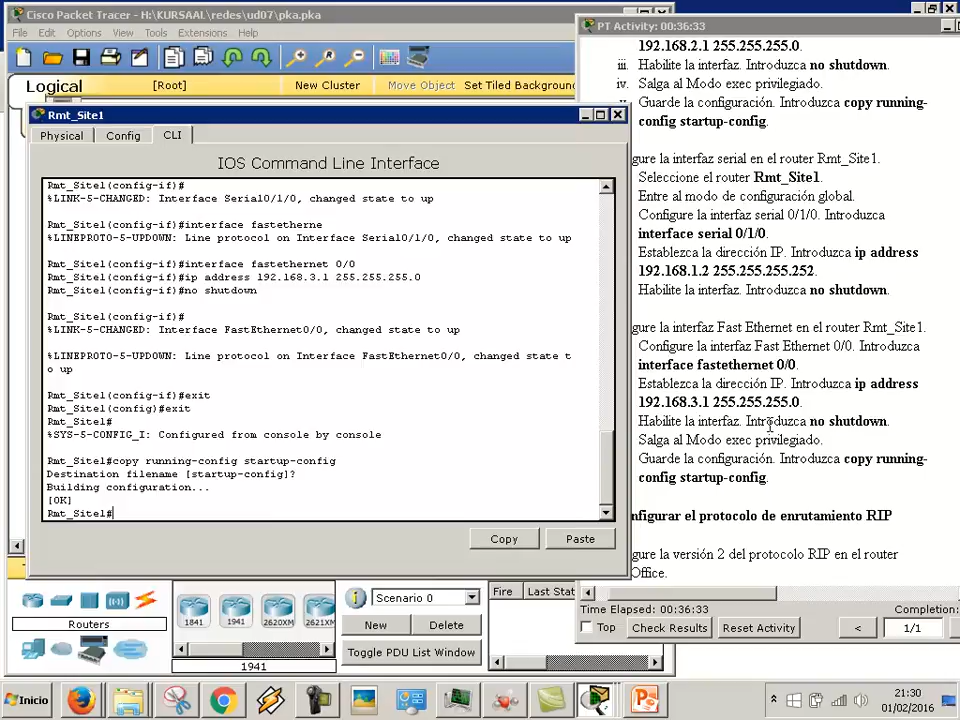 Cisco Packet Tracer - H:\KURSAAL\redes\ud07\pka.pka
File Edit Options View Tools Extensions Help
Logical
[Root]
New Cluster
Move Object
Set Tiled Background
Rmt_Site1
Physical
Config
CLI
IOS Command Line Interface
Rmt_Site1(config-if)#
%LINK-5-CHANGED: Interface Serial0/1/0, changed state to up
Rmt_Site1(config-if)#interface fastetherne
%LINEPROTO-5-UPDOWN: Line protocol on Interface Serial0/1/0, changed state to up
Rmt_Site1(config-if)#interface fastethernet 0/0
Rmt_Site1(config-if)#ip address 192.168.3.1 255.255.255.0
Rmt_Site1(config-if)#no shutdown
Rmt_Site1(config-if)#
%LINK-5-CHANGED: Interface FastEthernet0/0, changed state to up
%LINEPROTO-5-UPDOWN: Line protocol on Interface FastEthernet0/0, changed state t
o up
Rmt_Site1(config-if)#exit
Rmt_Site1(config)#exit
Rmt_Site1#
%SYS-5-CONFIG_I: Configured from console by console
Rmt_Site1#copy running-config startup-config
Destination filename [startup-config]?
Building configuration...
[OK]
Rmt_Site1#
Copy
Paste
PT Activity: 00:36:33
192.168.2.1 255.255.255.0.
iii. Habilite la interfaz. Introduzca no shutdown.
iv. Salga al Modo exec privilegiado.
Guarde la configuración. Introduzca copy running-
config startup-config.
gure la interfaz serial en el router Rmt_Site1.
Seleccione el router Rmt_Site1.
Entre al modo de configuración global.
Configure la interfaz serial 0/1/0. Introduzca
interface serial 0/1/0.
Establezca la dirección IP. Introduzca ip address
192.168.1.2 255.255.255.252.
Habilite la interfaz. Introduzca no shutdown.
gure la interfaz Fast Ethernet en el router Rmt_Site1.
Configure la interfaz Fast Ethernet 0/0. Introduzca
interface fastethernet 0/0.
Establezca la dirección IP. Introduzca ip address
192.168.3.1 255.255.255.0.
Habilite la interfaz. Introduzca no shutdown.
Salga al Modo exec privilegiado.
Guarde la configuración. Introduzca copy running-
config startup-config.
nfigurar el protocolo de enrutamiento RIP
gure la versión 2 del protocolo RIP en el router
Office.
Time Elapsed: 00:36:33
Completion:
Top
Check Results
Reset Activity
<
1/1
Routers
1841
1941
2620XM
2621XM
1941
Scenario 0
New
Delete
Toggle PDU List Window
Fire
Last Stat
Inicio
21:30
01/02/2016